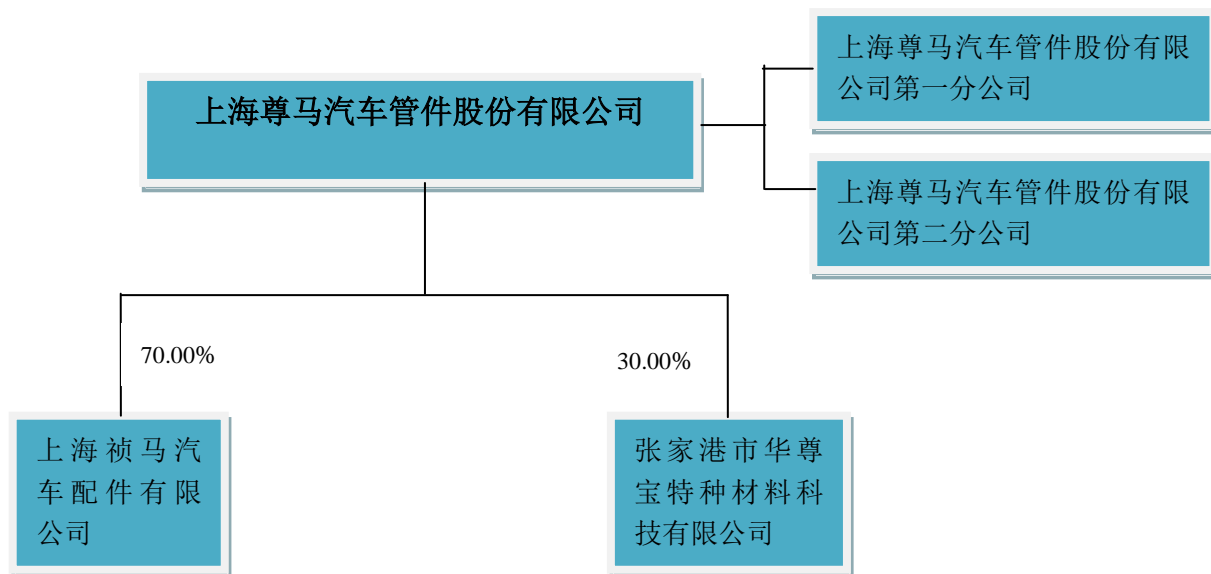 上海尊马汽车管件股份有限公司
上海尊马汽车管件股份有限
公司第一分公司
上海尊马汽车管件股份有限
公司第二分公司
70.00%
30.00%
上海祯马汽
车配件有限
公司
张家港市华尊
宝特种材料科
技有限公司